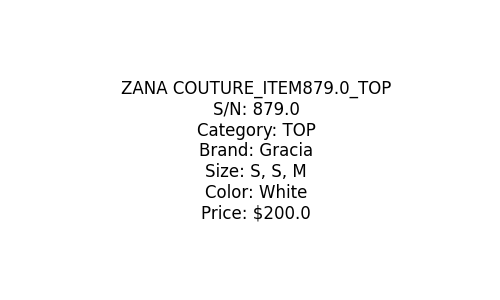 ZANA COUTURE_ITEM879.0_TOP
S/N: 879.0
Category: TOP
Brand: Gracia
Size: S, S, M
Color: White
Price: $200.0